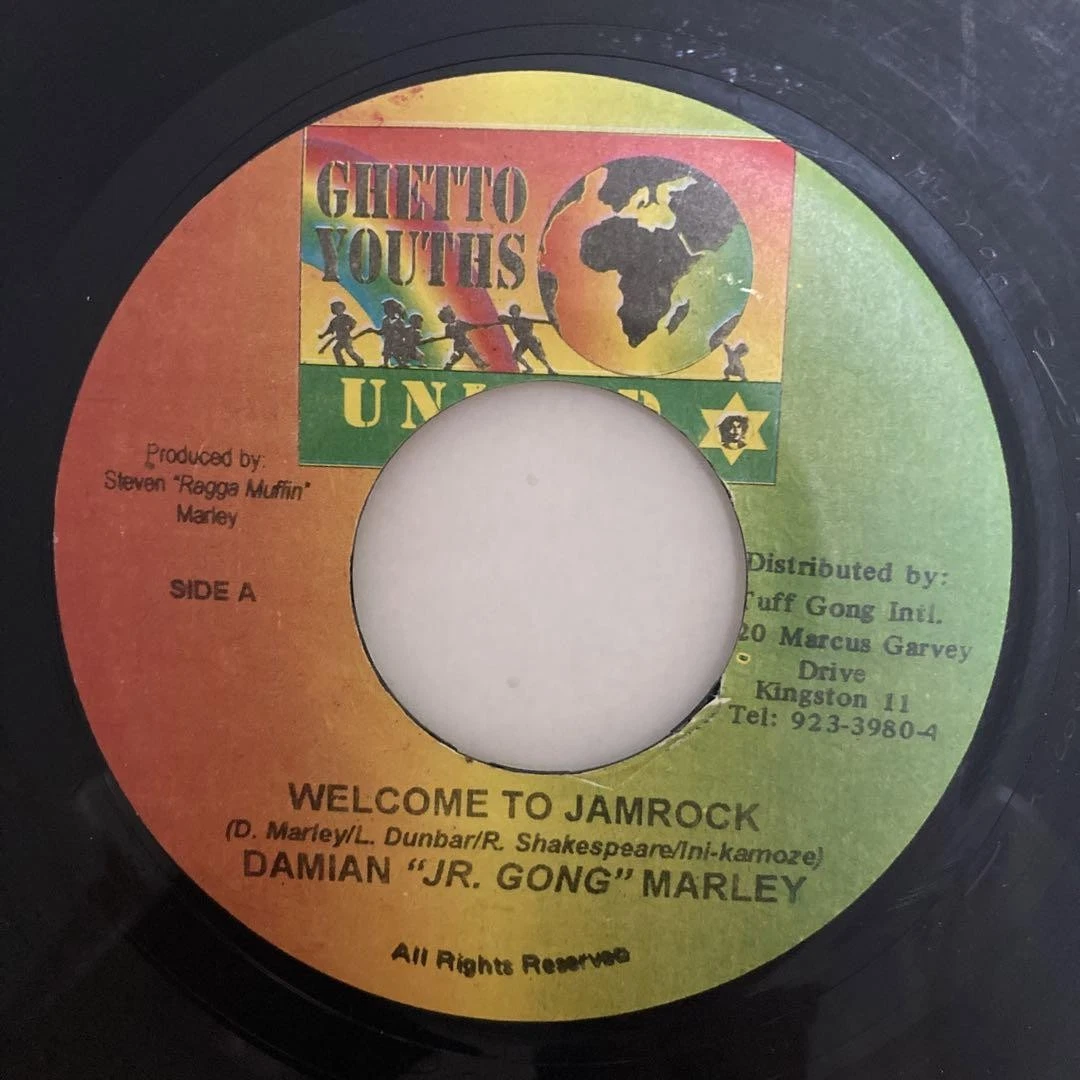 GHETTO
YOUTHS
Produced by:
Steven "Ragga Muffin"
Marley
SIDE A
Distributed by:
Tuff Gong Intl.
20 Marcus Garvey
Drive
Kingston 11
Tel: 923-3980-4
WELCOME TO JAMROCK
(D. Marley/L. Dunbar/R. Shakespeare/Ini-kamoze)
DAMIAN "JR. GONG" MARLEY
All Rights Reserved